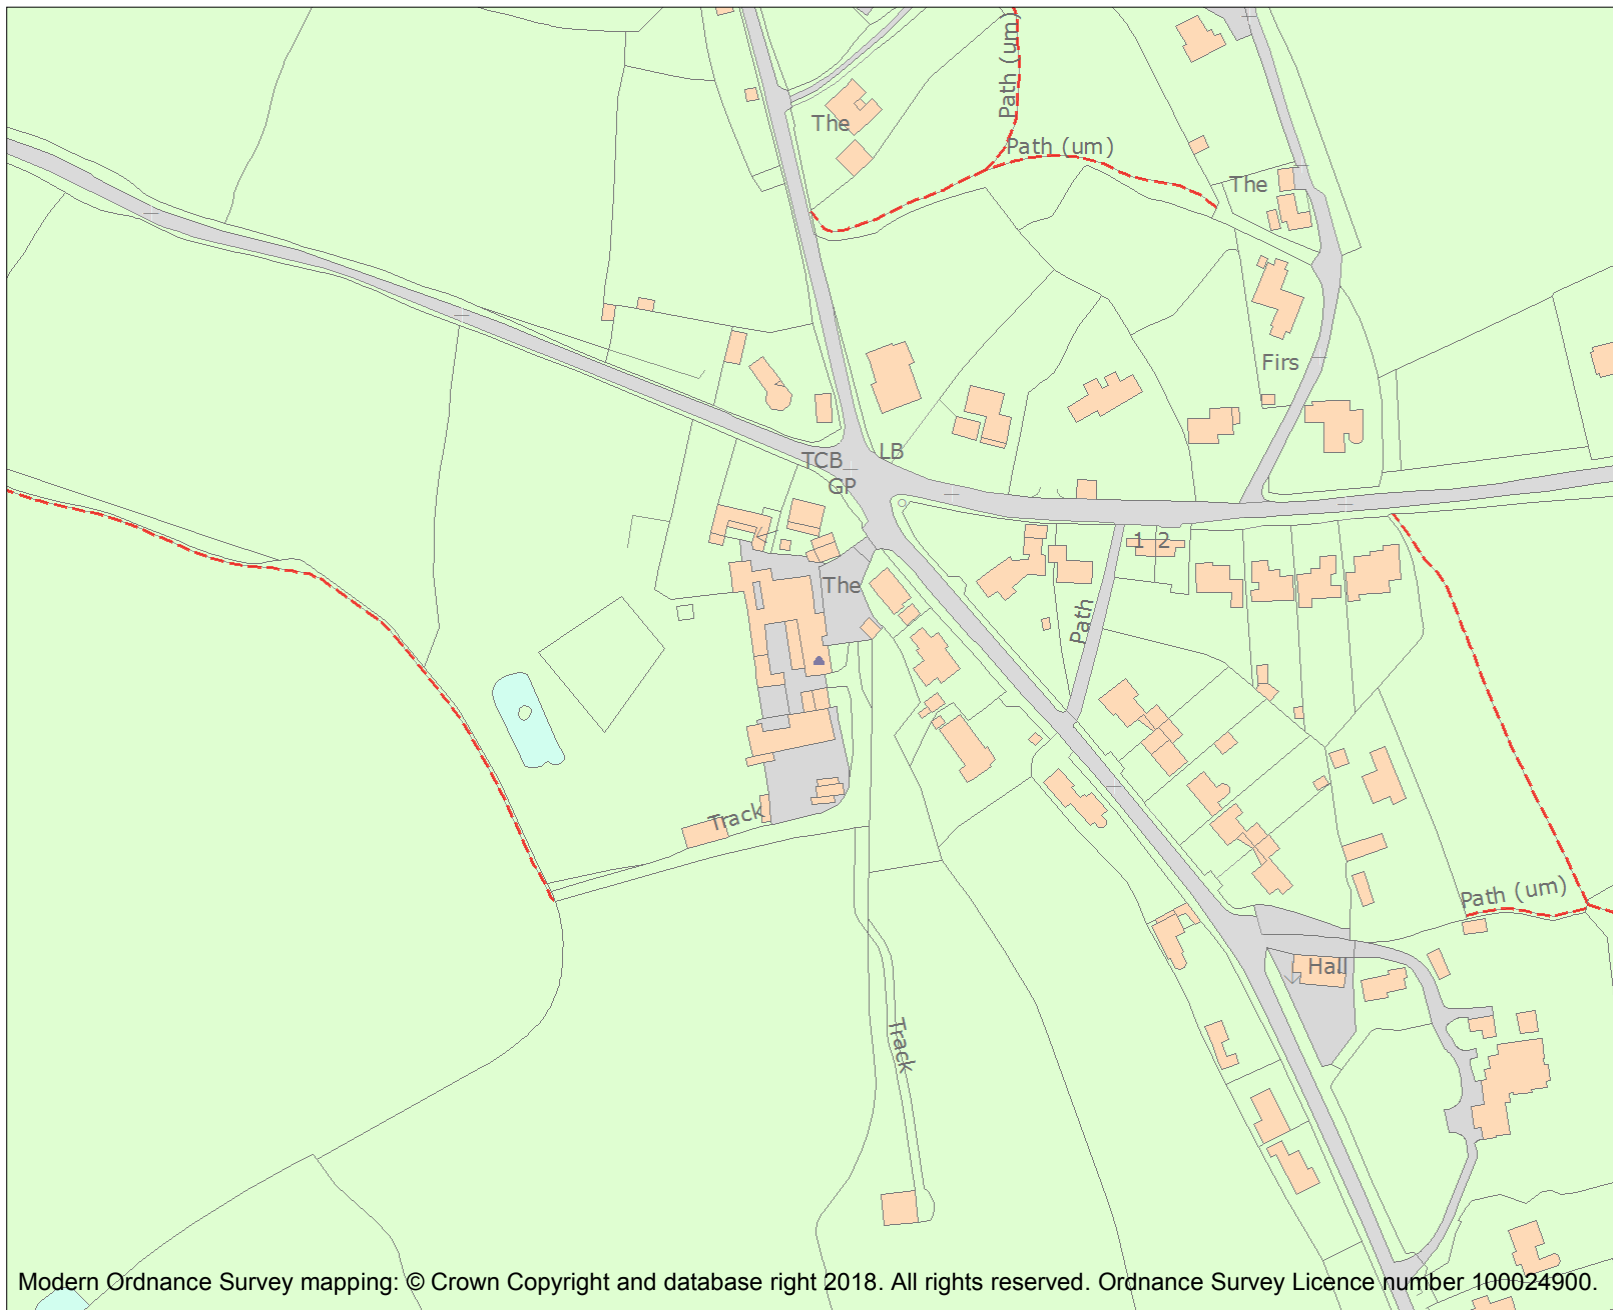 Path (um)
The
Path (um)
The
Firs
LB
TCB
GP
1 2
The
Path
Track
Path (um)
Hall
Track
Modern Ordnance Survey mapping: © Crown Copyright and database right 2018. All rights reserved. Ordnance Survey Licence number 100024900.